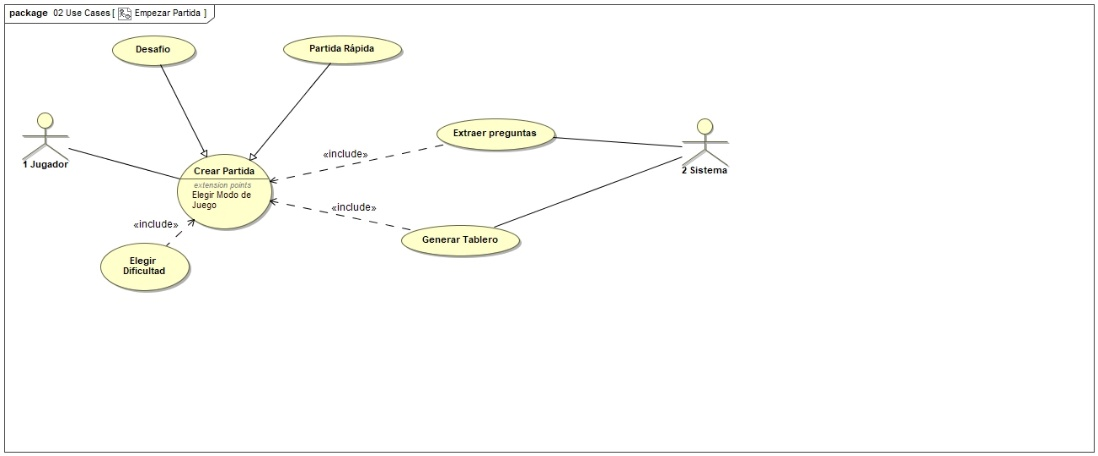 package 02 Use Cases [ Empezar Partida ]
Desafio
Partida Rápida
Extraer preguntas
«include»
1 Jugador
2 Sistema
Crear Partida
extension points
Elegir Modo de
Juego
«include»
«include»
Generar Tablero
Elegir
Dificultad